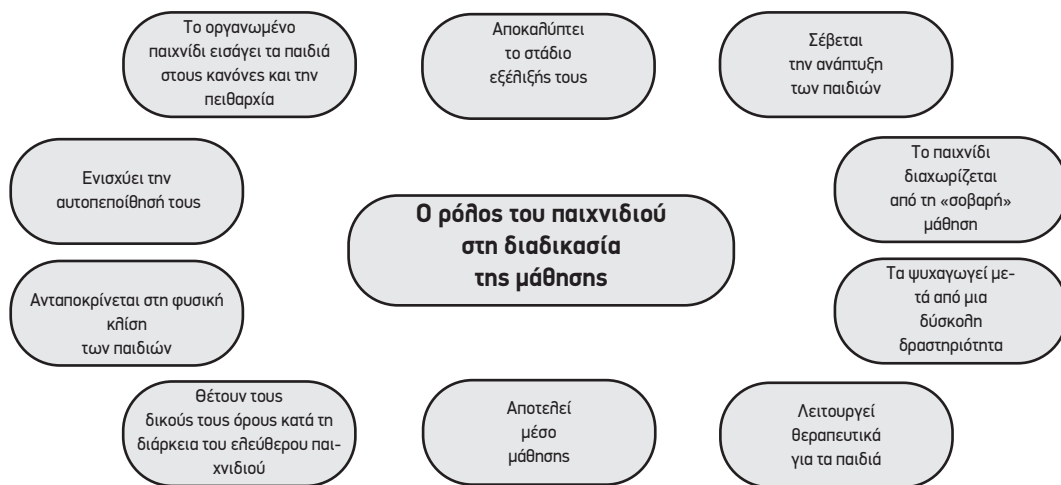 Το οργανωμένο
παιχνίδι εισάγει τα παιδιά
στους κανόνες και την
πειθαρχία
Αποκαλύπτει
το στάδιο
εξέλιξής τους
Σέβεται
την ανάπτυξη
των παιδιών
Ενισχύει την
αυτοπεποίθησή τους
Ο ρόλος του παιχνιδιού
στη διαδικασία
της μάθησης
Το παιχνίδι
διαχωρίζεται
από τη «σοβαρή»
μάθηση
Ανταποκρίνεται στη φυσική
κλίση
των παιδιών
Τα ψυχαγωγεί με-
τά από μια
δύσκολη
δραστηριότητα
Θέτουν τους
δικούς τους όρους κατά τη
διάρκεια του ελεύθερου παι-
χνιδιού
Αποτελεί
μέσο
μάθησης
Λειτουργεί
θεραπευτικά
για τα παιδιά